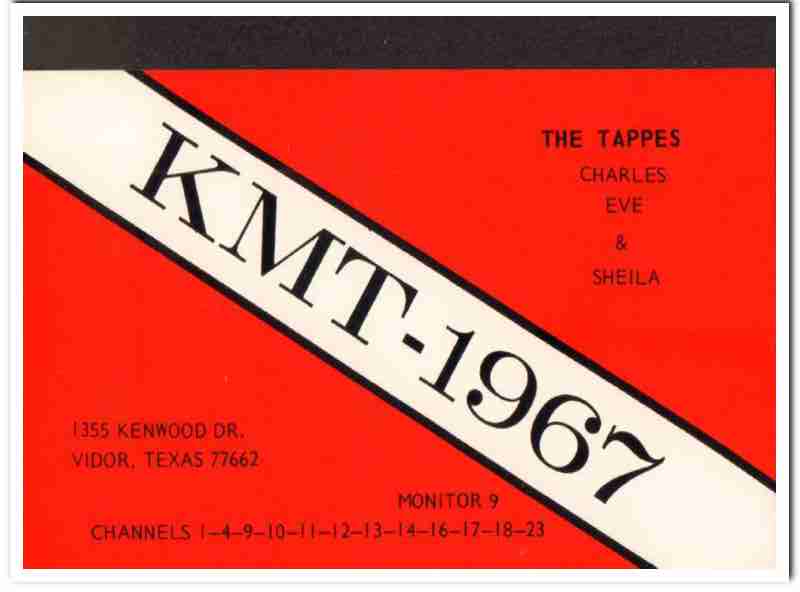 THE TAPPES
CHARLES
EVE
&
SHEILA
KMT-1967
1355 KENWOOD DR.
VIDOR, TEXAS 77662
MONITOR 9
CHANNELS 1-4-9-10-11-12-13-14-16-17-18-23